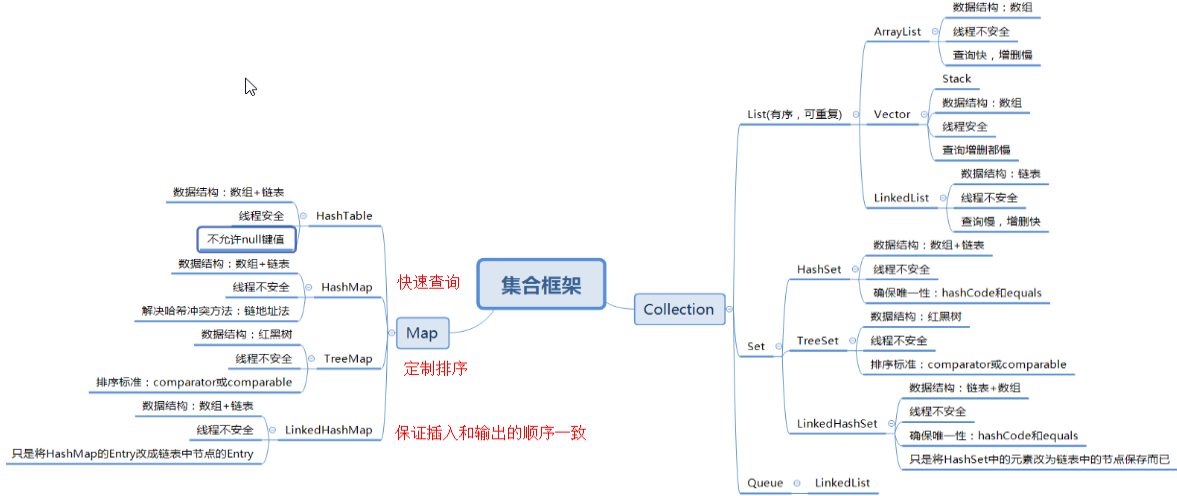 集合框架
Map
HashTable
数据结构：数组+链表
线程安全
不允许null键值
HashMap
数据结构：数组+链表
线程不安全
解决哈希冲突方法：链地址法
快速查询
TreeMap
数据结构：红黑树
线程不安全
排序标准：comparator或comparable
定制排序
LinkedHashMap
数据结构：数组+链表
线程不安全
只是将HashMap的Entry改成链表中节点的Entry
保证插入和输出的顺序一致
Collection
List(有序，可重复)
ArrayList
数据结构：数组
线程不安全
查询快，增删慢
Vector
Stack
数据结构：数组
线程安全
查询增删都慢
LinkedList
数据结构：链表
线程不安全
查询慢，增删快
Set
HashSet
数据结构：数组+链表
线程不安全
确保唯一性：hashCode和equals
TreeSet
数据结构：红黑树
线程不安全
排序标准：comparator或comparable
LinkedHashSet
数据结构：链表+数组
线程不安全
确保唯一性：hashCode和equals
只是将HashSet中的元素改为链表中的节点保存而已
Queue
LinkedList